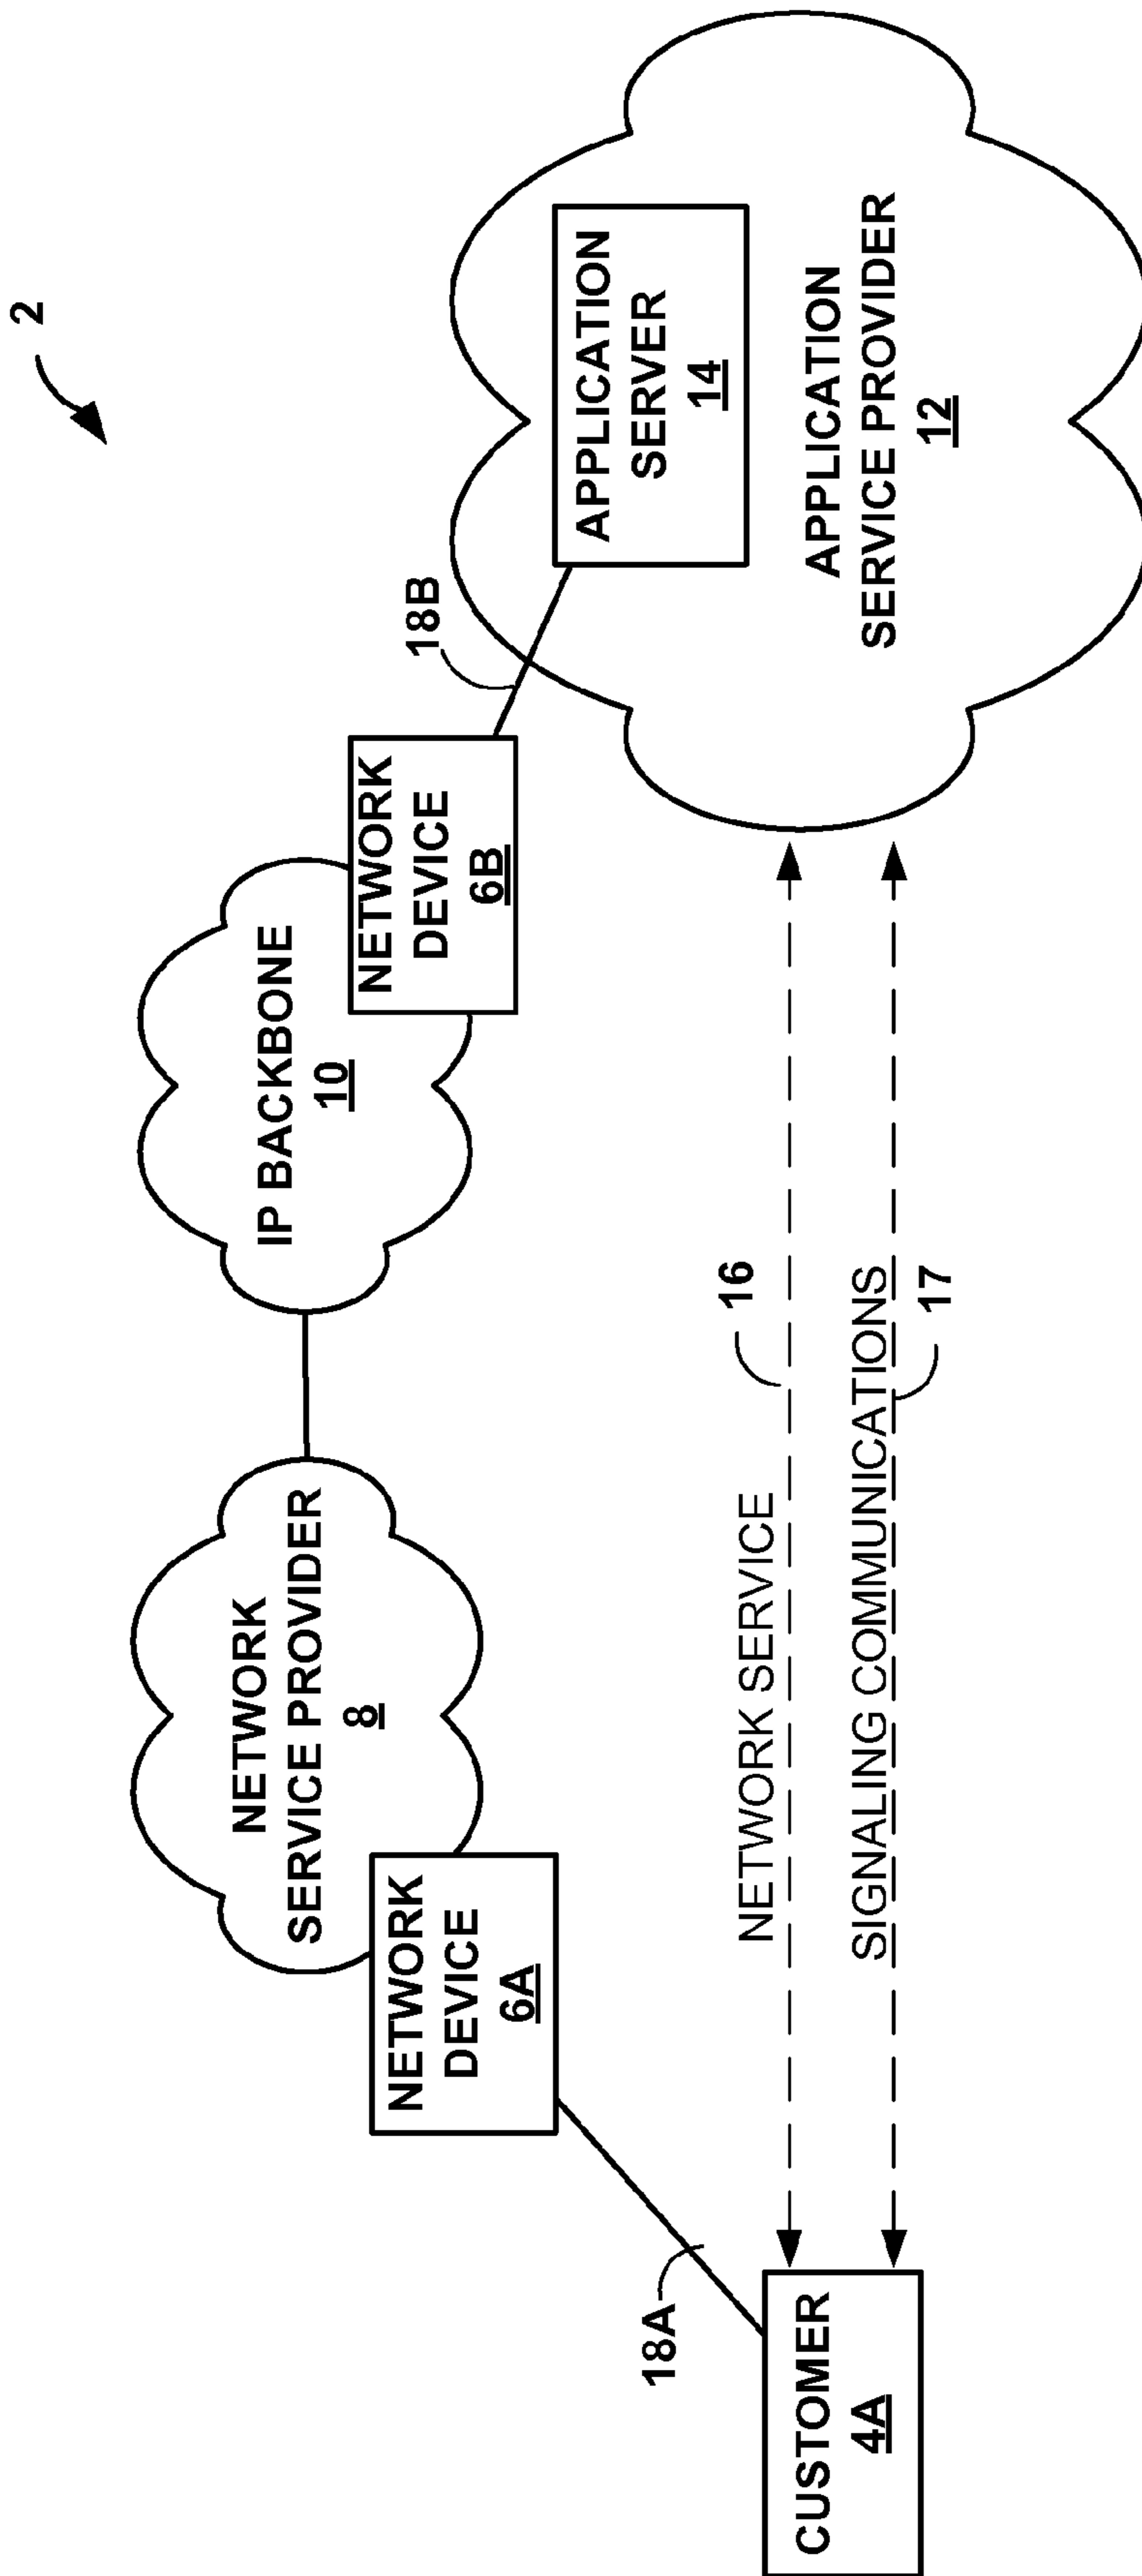 2
NETWORK
SERVICE PROVIDER
8
IP BACKBONE
10
NETWORK
DEVICE
6A
NETWORK
DEVICE
6B
18B
APPLICATION
SERVER
14
APPLICATION
SERVICE PROVIDER
12
18A
CUSTOMER
4A
NETWORK SERVICE
16
SIGNALING COMMUNICATIONS
17